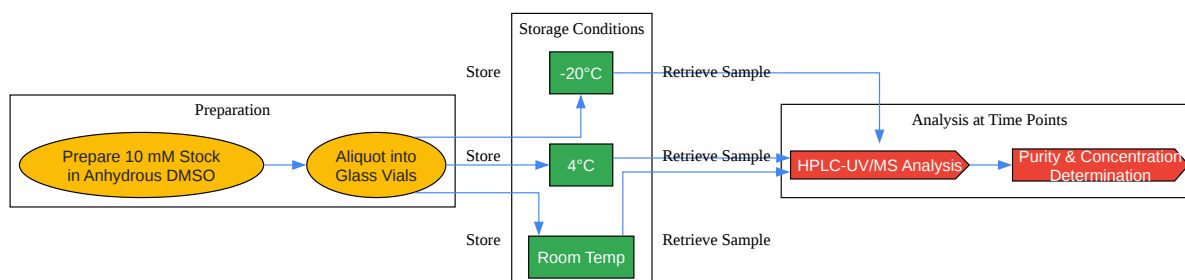 Preparation
Prepare 10 mM Stock
in Anhydrous DMSO
Aliquot into
Glass Vials
Store
Store
Store
Storage Conditions
-20°C
4°C
Room Temp
Retrieve Sample
Retrieve Sample
Retrieve Sample
Analysis at Time Points
HPLC-UV/MS Analysis
Purity & Concentration
Determination